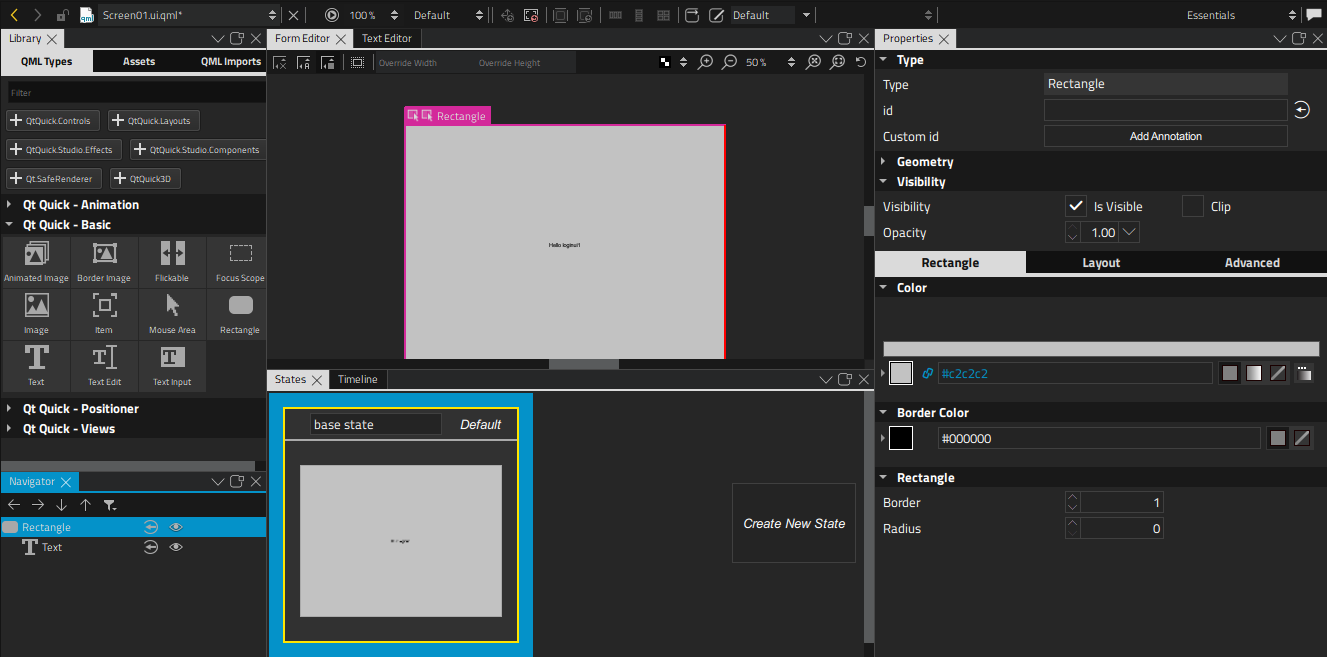 Screen01.ui.qml* 100 % Default Default Essentials
Library
QML Types Assets QML Imports
Filter
QtQuick.Controls QtQuick.Layouts
QtQuick.Studio.Effects QtQuick.Studio.Components
Qt.SafeRenderer QtQuick3D
Qt Quick - Animation
Qt Quick - Basic
Animated Image Border Image Flickable Focus Scope
Image Item Mouse Area Rectangle
Text Text Edit Text Input
Qt Quick - Positioner
Qt Quick - Views
Navigator
Rectangle
Text
Form Editor Text Editor
Override Width Override Height 50 %
Rectangle
Hello loginui1
States Timeline
base state Default
Create New State
Properties
Type
Type Rectangle
id
Custom id Add Annotation
Geometry
Visibility
Visibility Is Visible Clip
Opacity 1.00
Rectangle Layout Advanced
Color
#c2c2c2
Border Color
#000000
Rectangle
Border 1
Radius 0